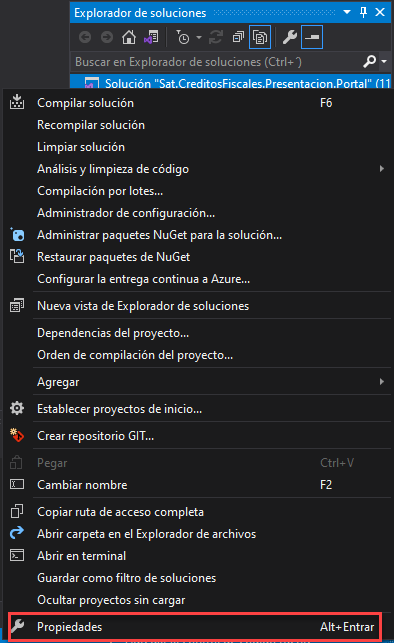 Explorador de soluciones
Buscar en Explorador de soluciones (Ctrl+´)
Solución "Sat.CreditosFiscales.Presentacion.Portal" (11
Compilar solución F6
Recompilar solución
Limpiar solución
Análisis y limpieza de código
Compilación por lotes...
Administrador de configuración...
Administrar paquetes NuGet para la solución...
Restaurar paquetes de NuGet
Configurar la entrega continua a Azure...
Nueva vista de Explorador de soluciones
Dependencias del proyecto...
Orden de compilación del proyecto...
Agregar
Establecer proyectos de inicio...
Crear repositorio GIT...
Pegar Ctrl+V
Cambiar nombre F2
Copiar ruta de acceso completa
Abrir carpeta en el Explorador de archivos
Abrir en terminal
Guardar como filtro de soluciones
Ocultar proyectos sin cargar
Propiedades Alt+Entrar